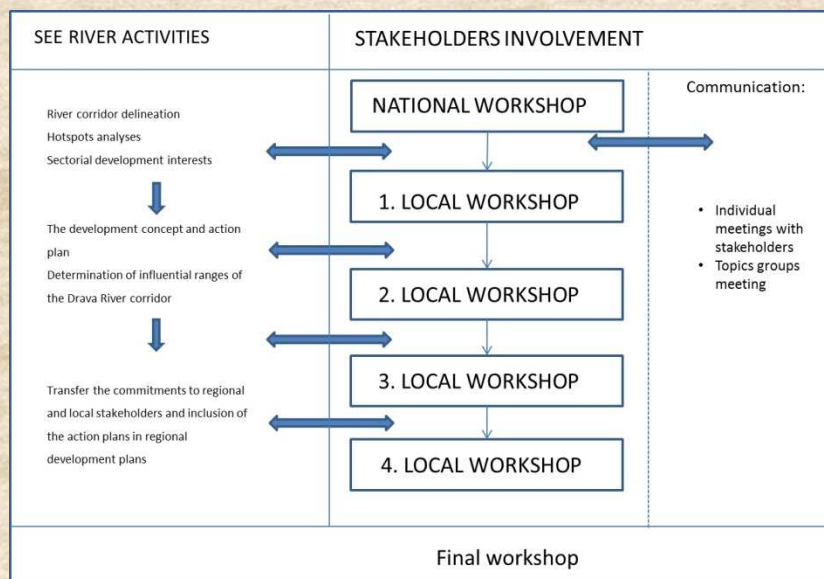 SEE RIVER ACTIVITIES
STAKEHOLDERS INVOLVEMENT
River corridor delineation
Hotspots analyses
Sectorial development interests
The development concept and action
plan
Determination of influential ranges of
the Drava River corridor
Transfer the commitments to regional
and local stakeholders and inclusion of
the action plans in regional
development plans
NATIONAL WORKSHOP
1. LOCAL WORKSHOP
2. LOCAL WORKSHOP
3. LOCAL WORKSHOP
4. LOCAL WORKSHOP
Communication:
• Individual
meetings with
stakeholders
• Topics groups
meeting
Final workshop